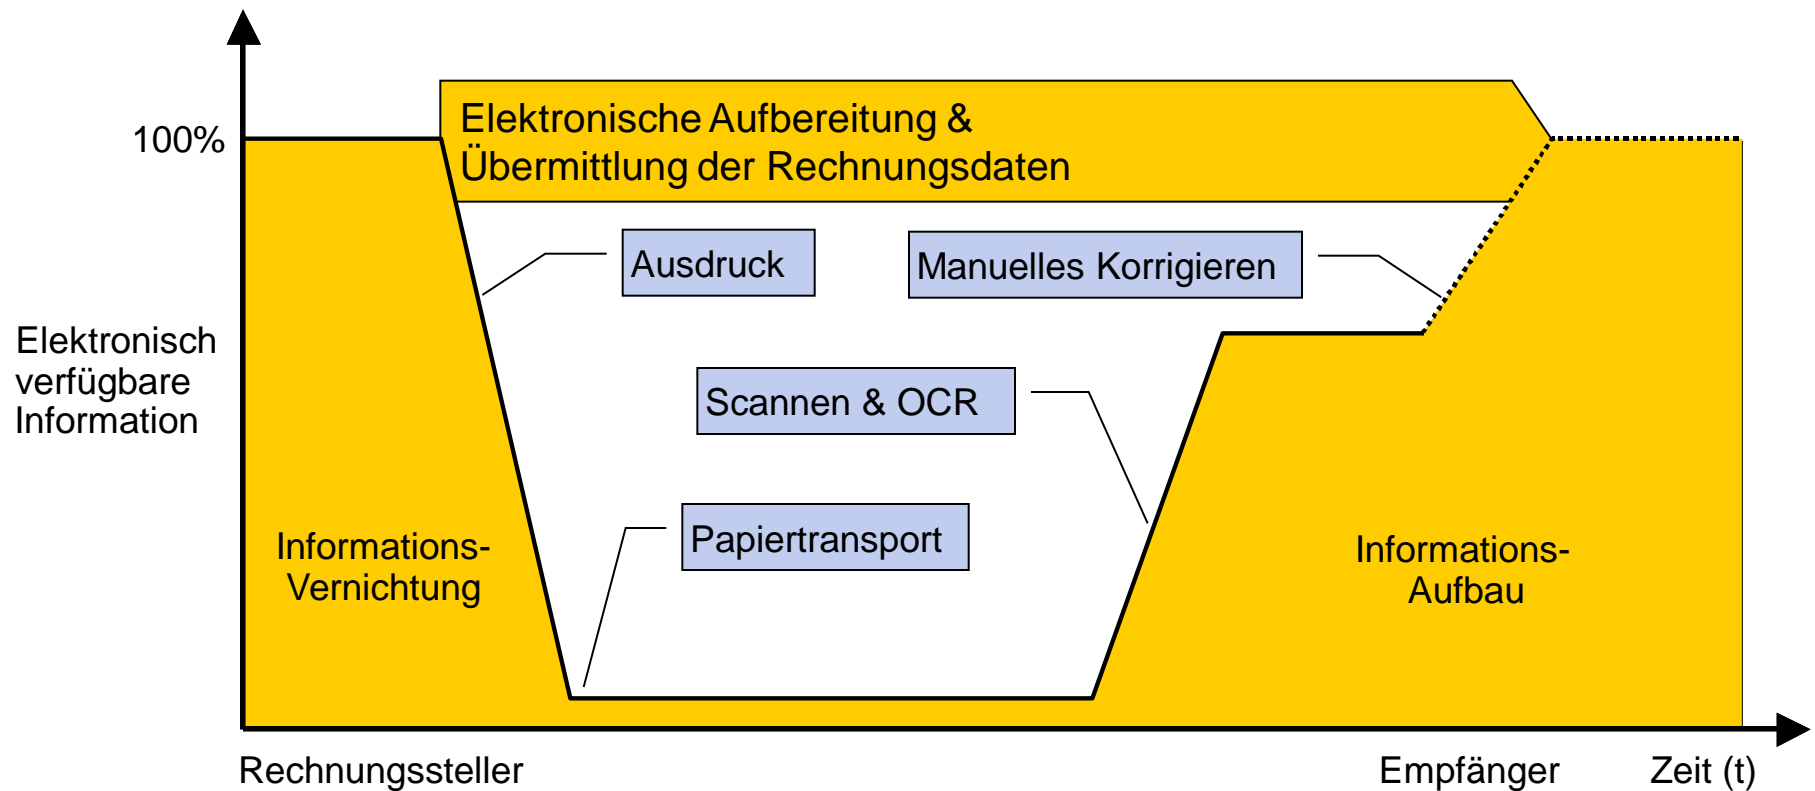 Elektronische Aufbereitung &
Übermittlung der Rechnungsdaten
100%
Ausdruck
Manuelles Korrigieren
Elektronisch
verfügbare
Information
Scannen & OCR
Papiertransport
Informations-
Vernichtung
Informations-
Aufbau
Rechnungssteller
Empfänger
Zeit (t)